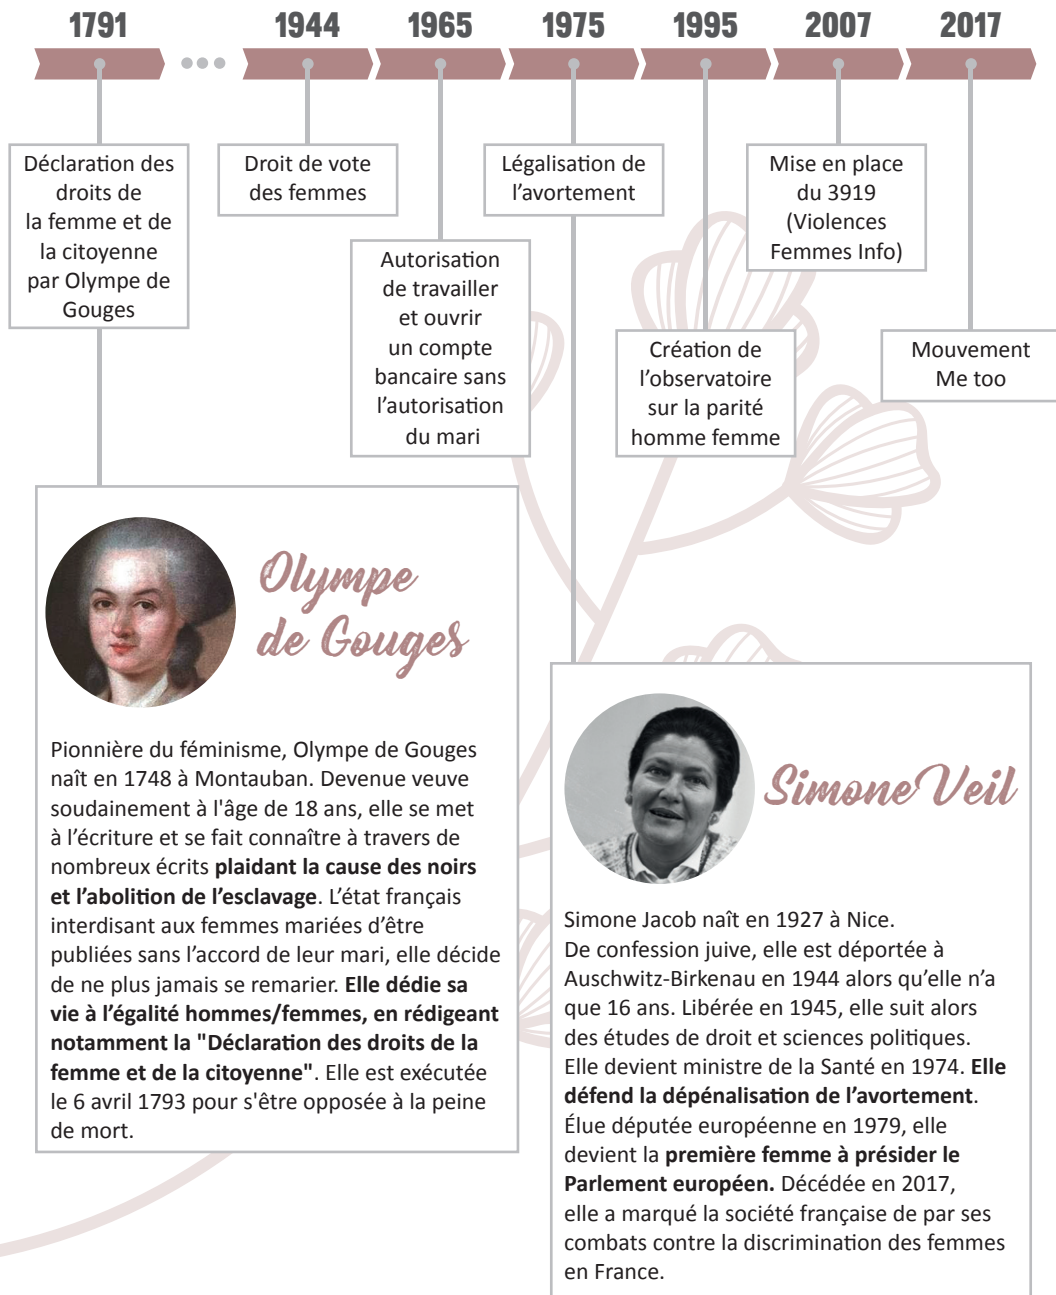 1791
1944
1965
1975
1995
2007
2017
Déclaration des
droits de
la femme et de
la citoyenne
par Olympe de
Gouges
Droit de vote
des femmes
Autorisation
de travailler
et ouvrir
un compte
bancaire sans
l’autorisation
du mari
Légalisation de
l’avortement
Création de
l’observatoire
sur la parité
homme femme
Mise en place
du 3919
(Violences
Femmes Info)
Mouvement
Me too
Olympe
de Gouges
Pionnière du féminisme, Olympe de Gouges
naît en 1748 à Montauban. Devenue veuve
soudainement à l'âge de 18 ans, elle se met
à l’écriture et se fait connaître à travers de
nombreux écrits plaidant la cause des noirs
et l’abolition de l’esclavage. L’état français
interdisant aux femmes mariées d’être
publiées sans l’accord de leur mari, elle décide
de ne plus jamais se remarier. Elle dédie sa
vie à l’égalité hommes/femmes, en rédigeant
notamment la "Déclaration des droits de la
femme et de la citoyenne". Elle est exécutée
le 6 avril 1793 pour s'être opposée à la peine
de mort.
Simone Veil
Simone Jacob naît en 1927 à Nice.
De confession juive, elle est déportée à
Auschwitz-Birkenau en 1944 alors qu’elle n’a
que 16 ans. Libérée en 1945, elle suit alors
des études de droit et sciences politiques.
Elle devient ministre de la Santé en 1974. Elle
défend la dépénalisation de l’avortement.
Élue députée européenne en 1979, elle
devient la première femme à présider le
Parlement européen. Décédée en 2017,
elle a marqué la société française de par ses
combats contre la discrimination des femmes
en France.